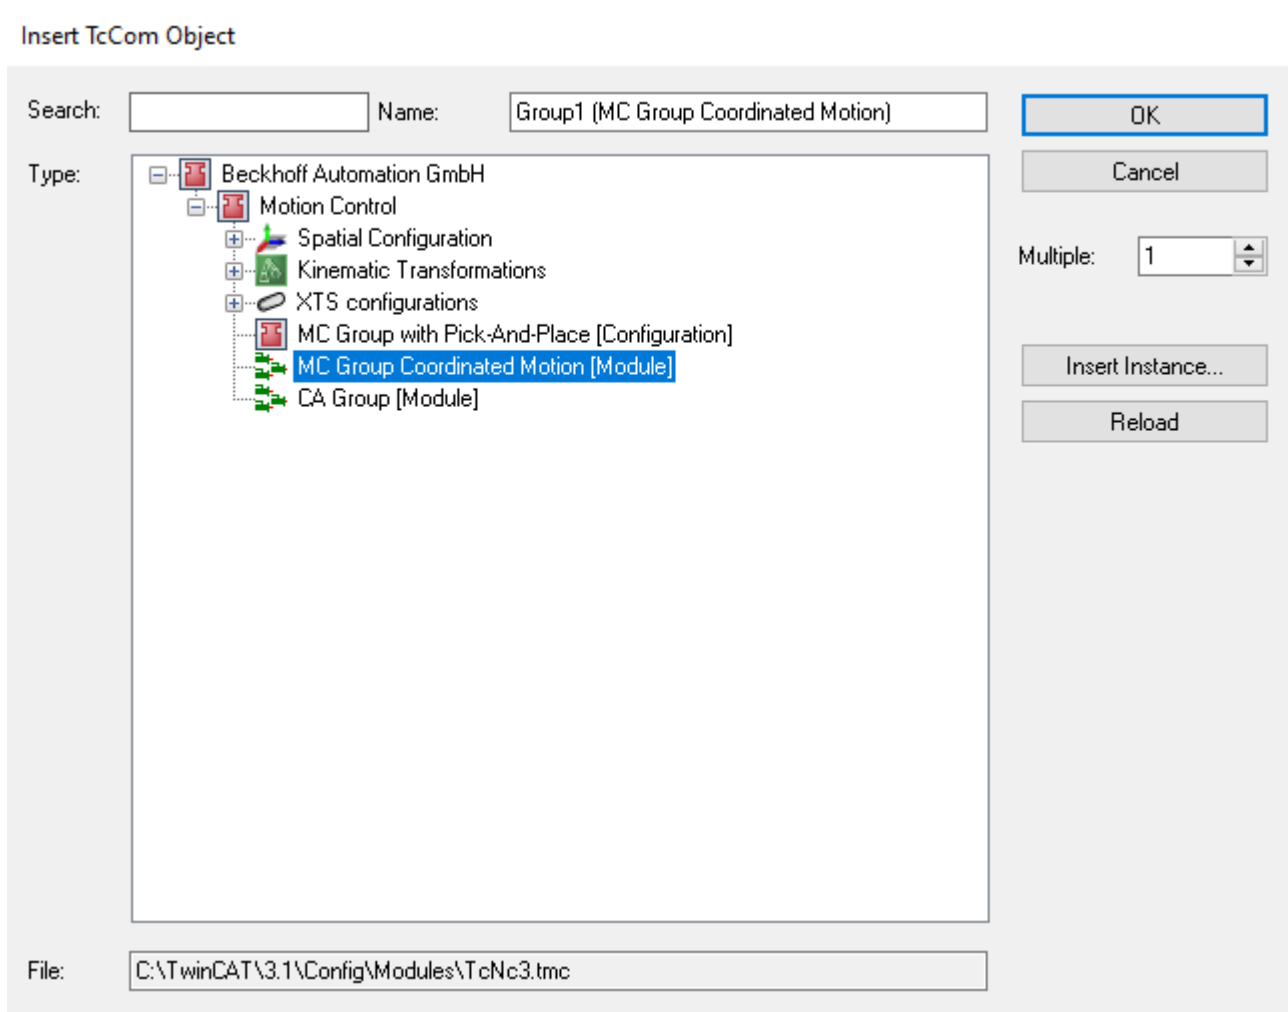 Insert TcCom Object
Search:
Name:
Group1 (MC Group Coordinated Motion)
OK
Type:
Beckhoff Automation GmbH
Cancel
Motion Control
Spatial Configuration
Multiple:
1
Kinematic Transformations
XTS configurations
MC Group with Pick-And-Place [Configuration]
MC Group Coordinated Motion [Module]
Insert Instance...
CA Group [Module]
Reload
File:
C:\TwinCAT\3.1\Config\Modules\TcNc3.tmc